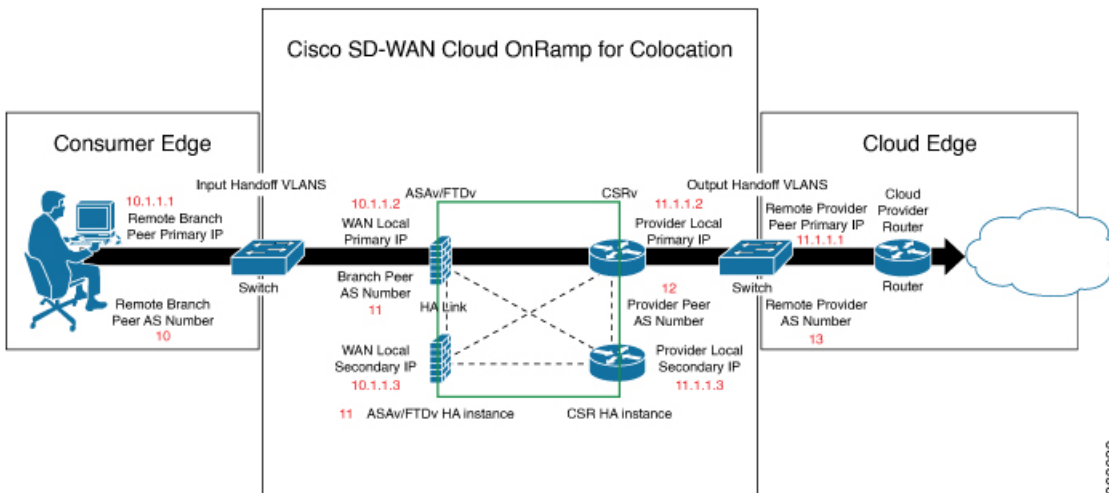 Cisco SD-WAN Cloud OnRamp for Colocation
Consumer Edge
Cloud Edge
Input Handoff VLANS
10.1.1.1
Remote Branch
Peer Primary IP
Switch
Remote Branch
Peer AS Number
10
ASAv/FTDv
10.1.1.2
WAN Local
Primary IP
Branch Peer
AS Number
11
HA Link
WAN Local
Secondary IP
10.1.1.3
11
ASAv/FTDv HA instance
CSRv
11.1.1.2
Provider Local
Primary IP
12
Provider Peer
AS Number
Provider Local
Secondary IP
11.1.1.3
CSR HA instance
Output Handoff VLANS
Switch
Remote Provider
Peer Primary IP
11.1.1.1
Remote Provider
AS Number
13
Cloud
Provider
Router
Router